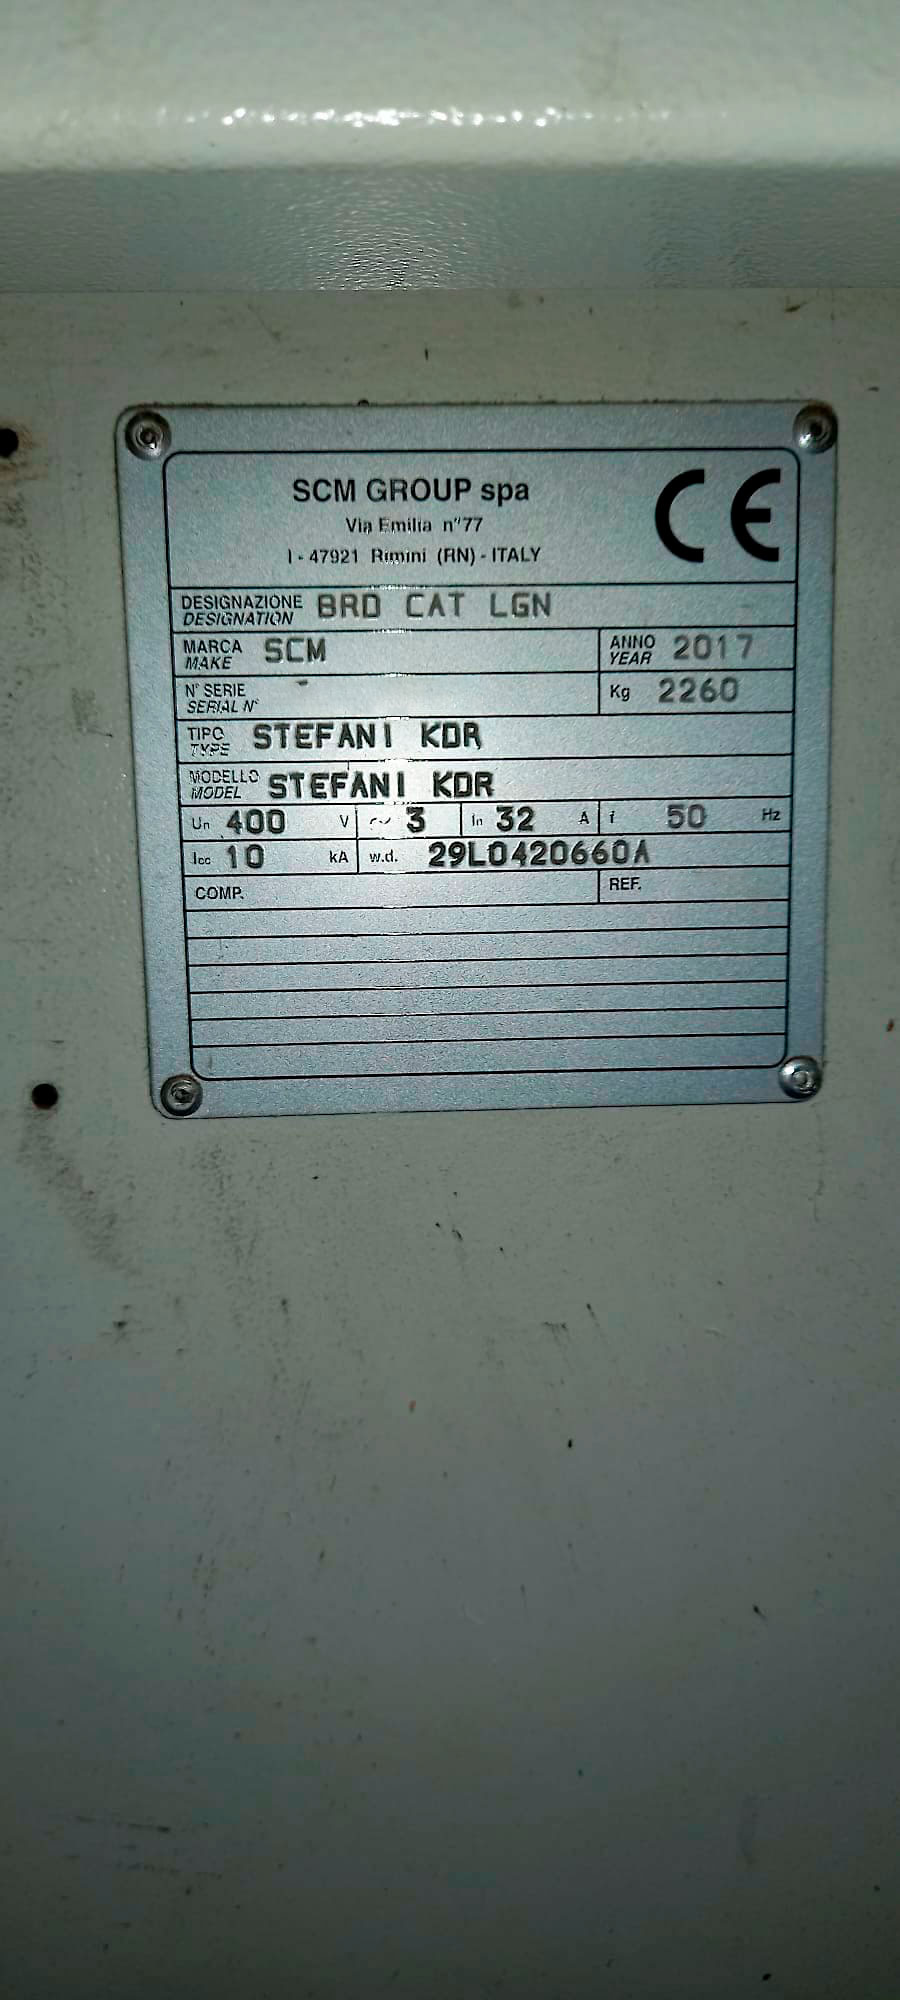 SCM GROUP spa
Via Emilia n°77
I - 47921 Rimini (RN) - ITALY
CE
DESIGNAZIONE BRD CAT LGN
DESIGNATION
MARCA SCM ANNO 2017
MAKE YEAR
N° SERIE Kg 2260
SERIAL N°
TIPO STEFANI KDR
TYPE
MODELLO STEFANI KDR
MODEL
Un 400 V ~ 3 In 32 A f 50 Hz
Icc 10 kA w.d. 29L0420660A
COMP. REF.